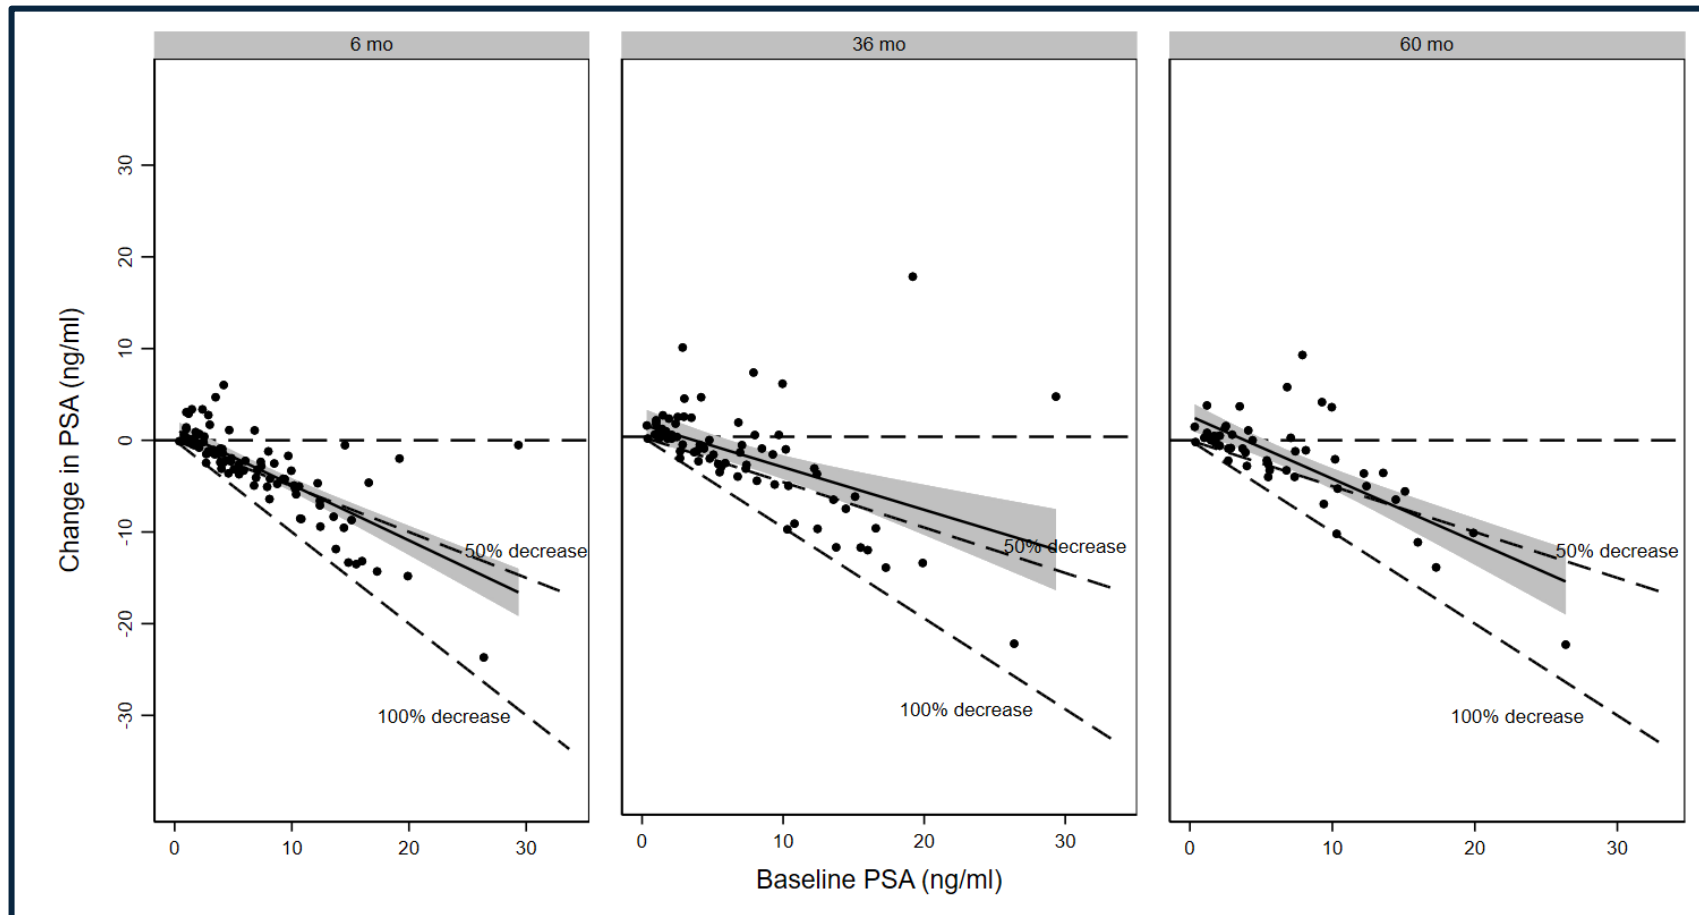 6 mo
36 mo
60 mo
Change in PSA (ng/ml)
30
20
10
0
-10
-20
-30
50% decrease
100% decrease
50% decrease
100% decrease
50% decrease
100% decrease
0 10 20 30
0 10 20 30
0 10 20 30
Baseline PSA (ng/ml)